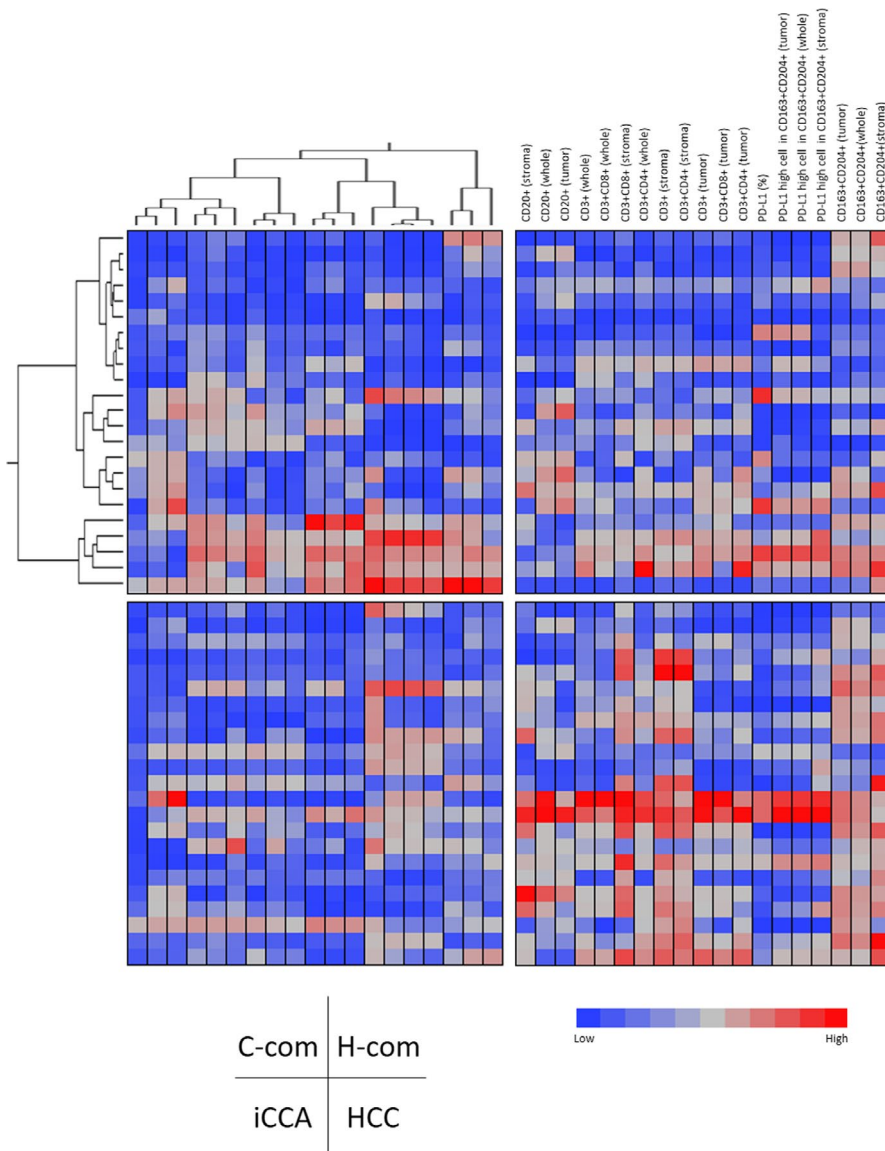 CD20+ (stroma)
CD20+ (whole)
CD20+ (tumor)
CD3+ (whole)
CD3+CD8+ (whole)
CD3+CD8+ (stroma)
CD3+CD4+ (whole)
CD3+ (stroma)
CD3+CD4+ (stroma)
CD3+ (tumor)
CD3+CD8+ (tumor)
CD3+CD4+ (tumor)
PD-L1 (%)
PD-L1 high cell in CD163+CD204+ (tumor)
PD-L1 high cell in CD163+CD204+ (whole)
PD-L1 high cell in CD163+CD204+ (stroma)
CD163+CD204+ (tumor)
CD163+CD204+(whole)
CD163+CD204+(stroma)
Low
High
C-com
H-com
iCCA
HCC